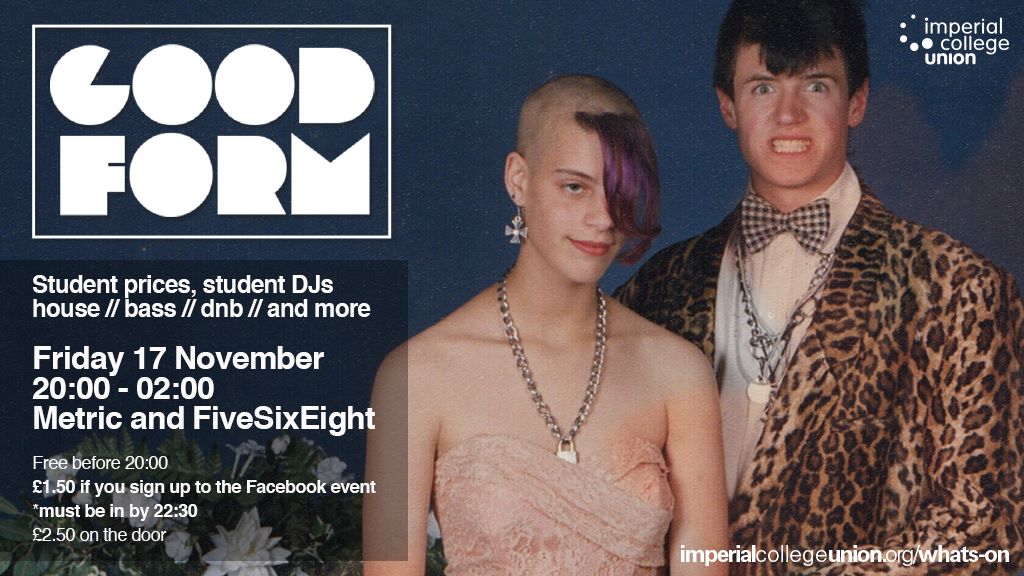 GOOD
FORM
imperial
college
union
Student prices, student DJs
house // bass // dnb // and more
Friday 17 November
20:00 - 02:00
Metric and FiveSixEight
Free before 20:00
£1.50 if you sign up to the Facebook event
*must be in by 22:30
£2.50 on the door
imperialcollegeunion.org/whats-on